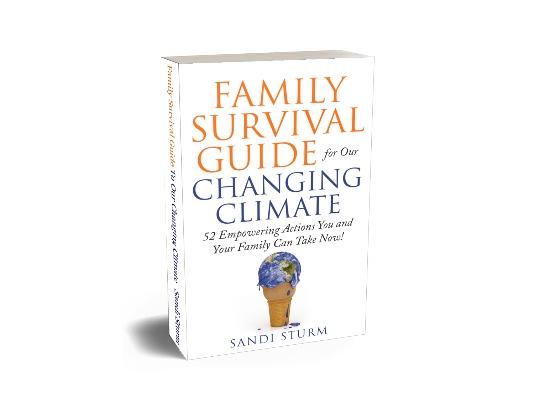 FAMILY
SURVIVAL
GUIDE for Our
CHANGING
CLIMATE
52 Empowering Actions You and
Your Family Can Take Now!
SANDI STURM
Family Survival Guide To Our Changing Climate Sandi Sturm